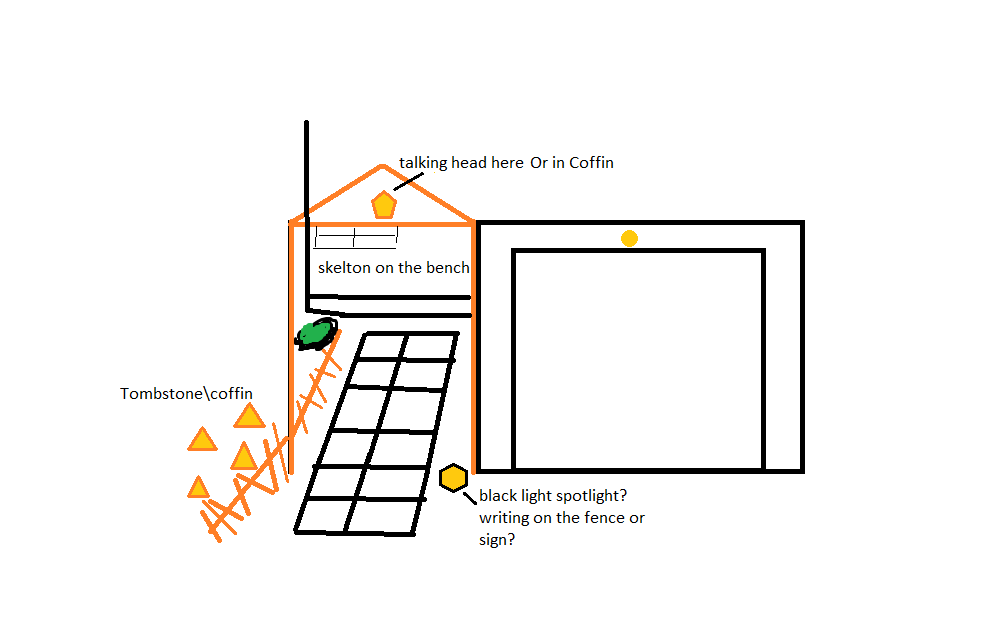 talking head here Or in Coffin
skelton on the bench
Tombstone\coffin
black light spotlight?
writing on the fence or
sign?